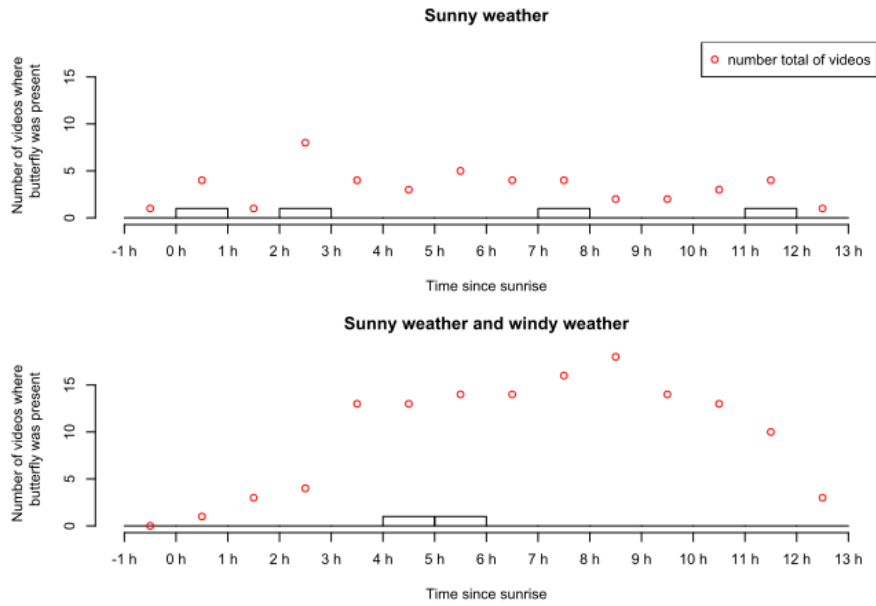 Sunny weather
number total of videos
Number of videos where
butterfly was present
0 5 10 15
-1 h 0 h 1 h 2 h 3 h 4 h 5 h 6 h 7 h 8 h 9 h 10 h 11 h 12 h 13 h
Time since sunrise
Sunny weather and windy weather
Number of videos where
butterfly was present
0 5 10 15
-1 h 0 h 1 h 2 h 3 h 4 h 5 h 6 h 7 h 8 h 9 h 10 h 11 h 12 h 13 h
Time since sunrise